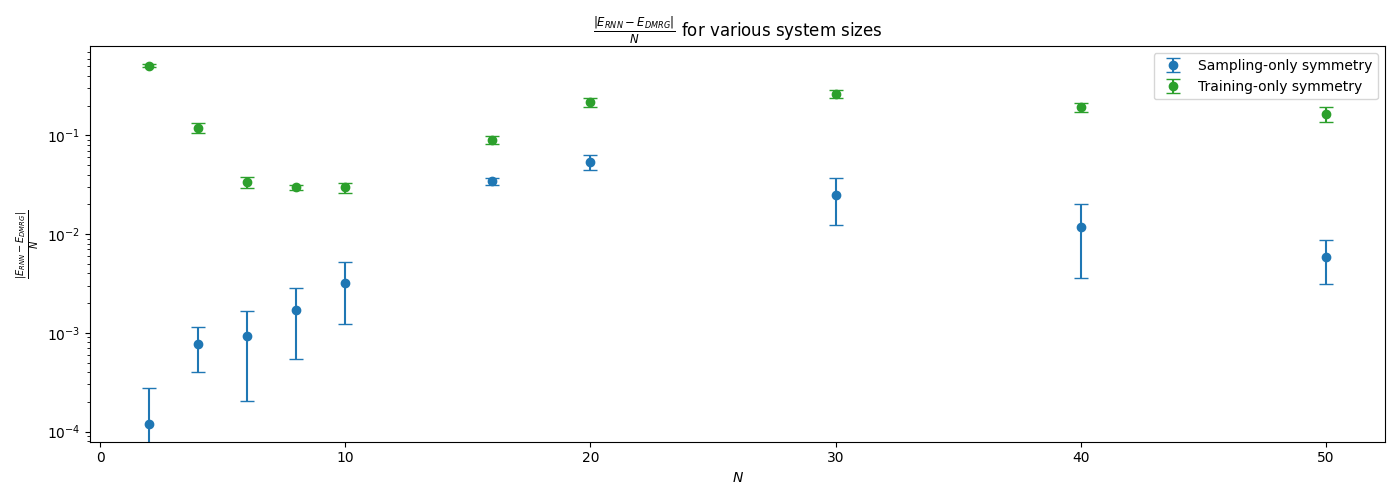 |E_RNN − E_DMRG| / N for various system sizes
Sampling-only symmetry
Training-only symmetry
|E_RNN − E_DMRG| / N
10⁻¹
10⁻²
10⁻³
10⁻⁴
0 10 20 30 40 50
N